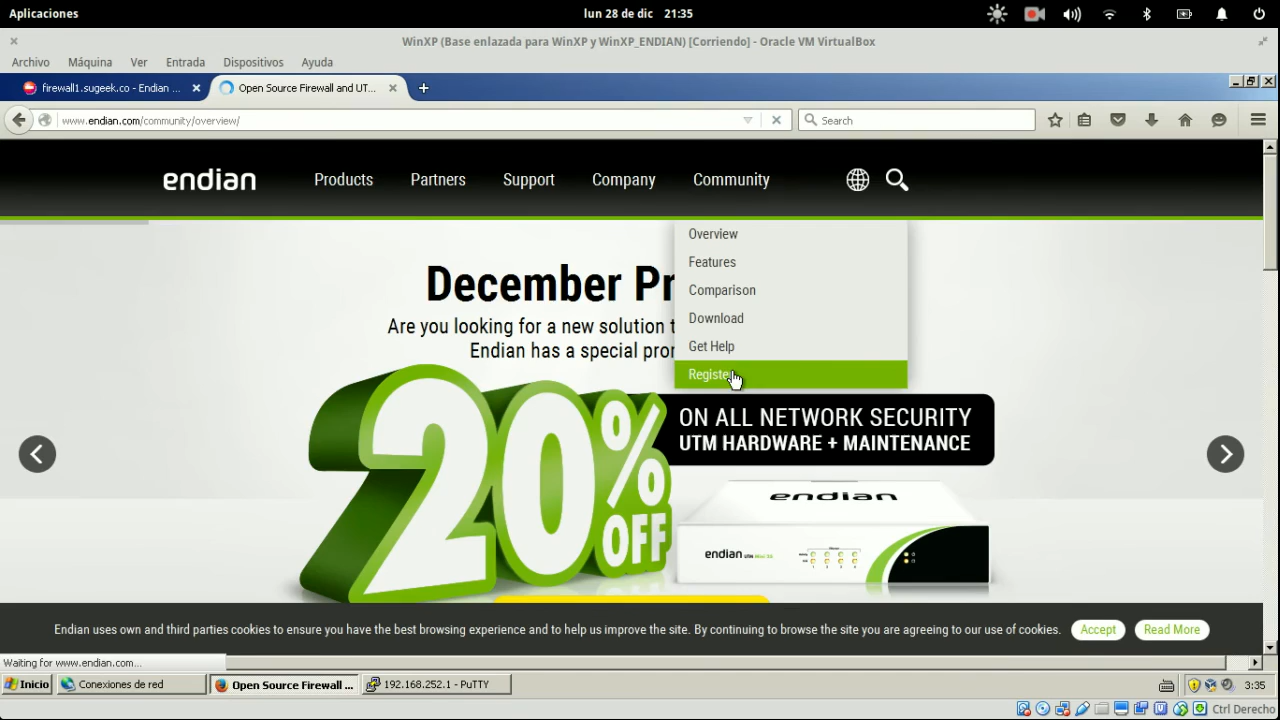 Aplicaciones
lun 28 de dic 21:35
WinXP (Base enlazada para WinXP y WinXP_ENDIAN) [Corriendo] - Oracle VM VirtualBox
Archivo Máquina Ver Entrada Dispositivos Ayuda
firewall1.sugeek.co - Endian ...
Open Source Firewall and UT...
www.endian.com/community/overview/
Search
endian
Products Partners Support Company Community
Overview
Features
Comparison
Download
Get Help
Register
December Pr
Are you looking for a new solution t
Endian has a special pror
20% OFF
ON ALL NETWORK SECURITY
UTM HARDWARE + MAINTENANCE
endian
endian UTM Mini 25
Endian uses own and third parties cookies to ensure you have the best browsing experience and to help us improve the site. By continuing to browse the site you are agreeing to our use of cookies.
Accept
Read More
Waiting for www.endian.com...
Inicio
Conexiones de red
Open Source Firewall ...
192.168.252.1 - PuTTY
3:35
Ctrl Derecho